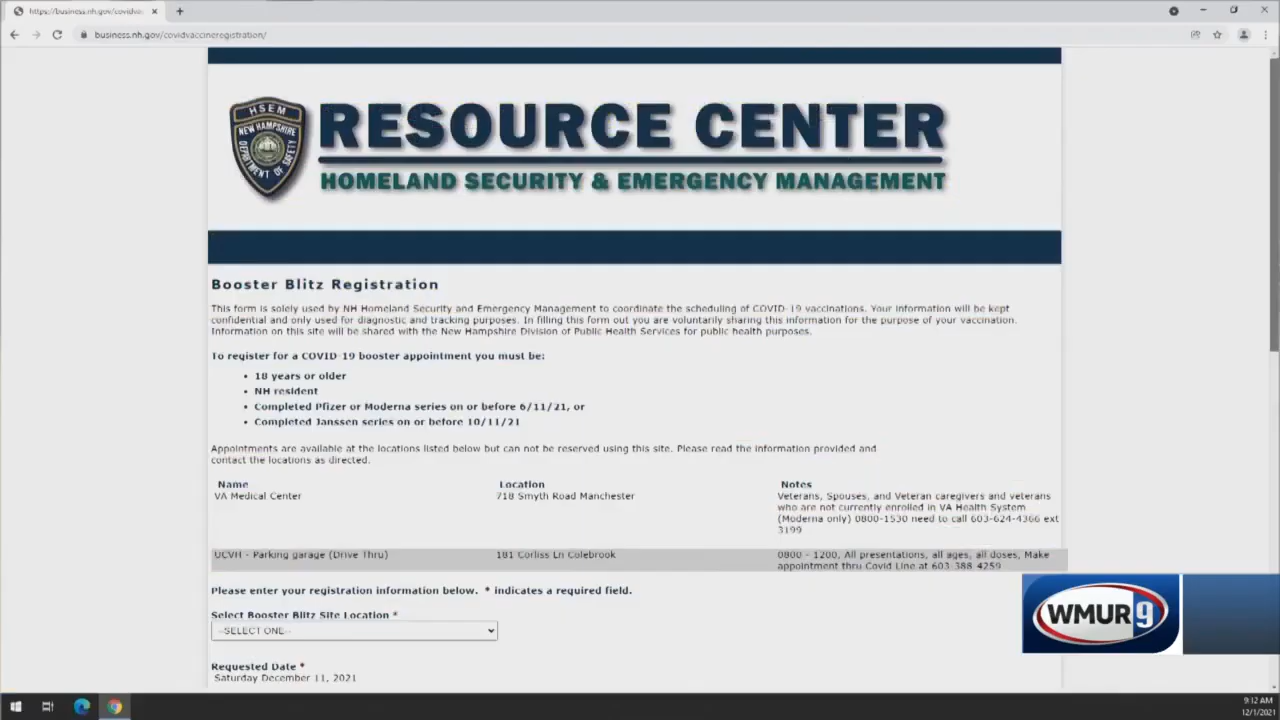 https://business.nh.gov/covidva
business.nh.gov/covidvaccineregistration/
HSEM
NEW HAMPSHIRE
DEPARTMENT OF SAFETY
RESOURCE CENTER
HOMELAND SECURITY & EMERGENCY MANAGEMENT
Booster Blitz Registration
This form is solely used by NH Homeland Security and Emergency Management to coordinate the scheduling of COVID-19 vaccinations. Your information will be kept
confidential and only used for diagnostic and tracking purposes. In filling this form out you are voluntarily sharing this information for the purpose of your vaccination.
Information on this site will be shared with the New Hampshire Division of Public Health Services for public health purposes.
To register for a COVID-19 booster appointment you must be:
• 18 years or older
• NH resident
• Completed Pfizer or Moderna series on or before 6/11/21, or
• Completed Janssen series on or before 10/11/21
Appointments are available at the locations listed below but can not be reserved using this site. Please read the information provided and
contact the locations as directed.
Name Location Notes
VA Medical Center 718 Smyth Road Manchester Veterans, Spouses, and Veteran caregivers and veterans
who are not currently enrolled in VA Health System
(Moderna only) 0800-1530 need to call 603-624-4366 ext
3199
UCVH - Parking garage (Drive Thru) 181 Corliss Ln Colebrook 0800 - 1200, All presentations, all ages, all doses, Make
appointment thru Covid Line at 603-388-4259
Please enter your registration information below. * indicates a required field.
Select Booster Blitz Site Location *
--SELECT ONE--
Requested Date *
Saturday December 11, 2021
WMUR 9
9:12 AM
12/1/2021